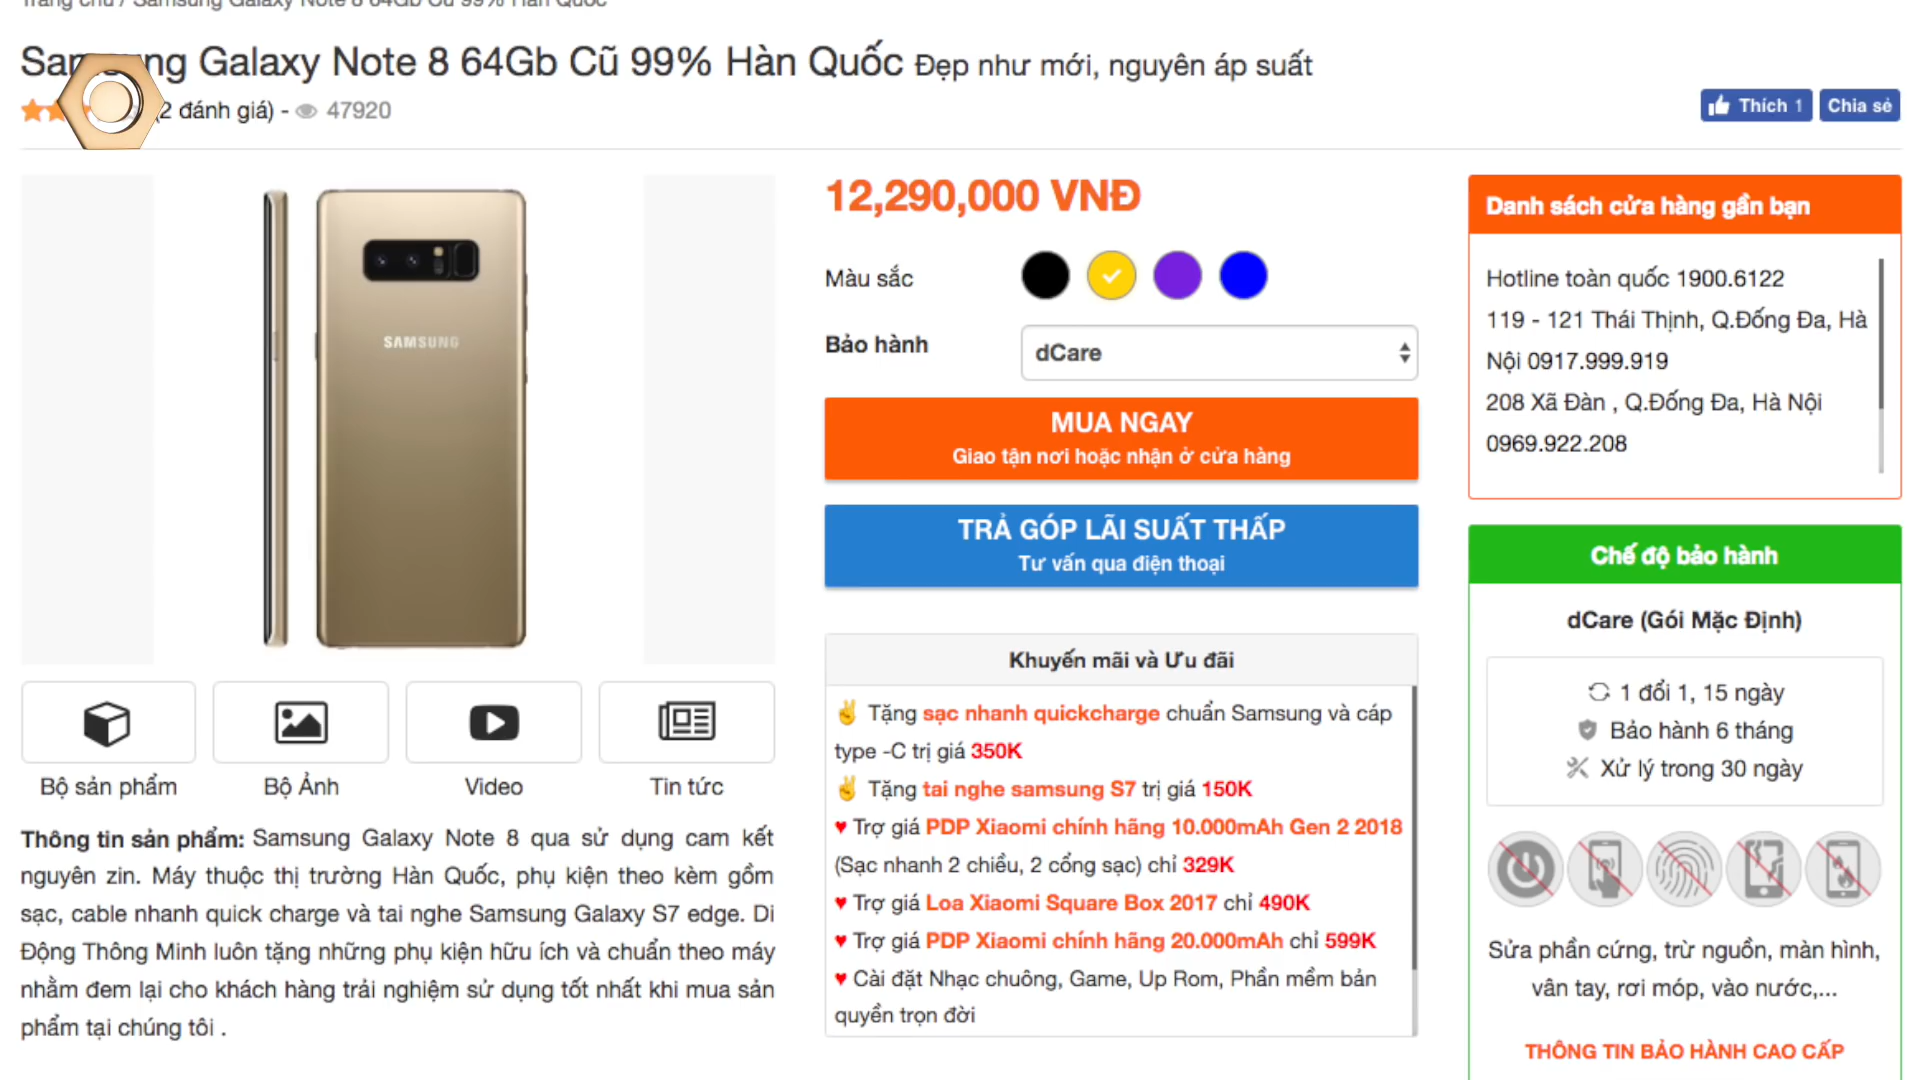 Trang chủ / Samsung Galaxy Note 8 64Gb Cũ 99% Hàn Quốc
Samsung Galaxy Note 8 64Gb Cũ 99% Hàn Quốc Đẹp như mới, nguyên áp suất
(2 đánh giá) - 47920
Thích 1
Chia sẻ
SAMSUNG
Bộ sản phẩm
Bộ Ảnh
Video
Tin tức
Thông tin sản phẩm: Samsung Galaxy Note 8 qua sử dụng cam kết
nguyên zin. Máy thuộc thị trường Hàn Quốc, phụ kiện theo kèm gồm
sạc, cable nhanh quick charge và tai nghe Samsung Galaxy S7 edge. Di
Động Thông Minh luôn tặng những phụ kiện hữu ích và chuẩn theo máy
nhằm đem lại cho khách hàng trải nghiệm sử dụng tốt nhất khi mua sản
phẩm tại chúng tôi .
12,290,000 VNĐ
Màu sắc
Bảo hành
dCare
MUA NGAY
Giao tận nơi hoặc nhận ở cửa hàng
TRẢ GÓP LÃI SUẤT THẤP
Tư vấn qua điện thoại
Khuyến mãi và Ưu đãi
✌ Tặng sạc nhanh quickcharge chuẩn Samsung và cáp
type -C trị giá 350K
✌ Tặng tai nghe samsung S7 trị giá 150K
♥ Trợ giá PDP Xiaomi chính hãng 10.000mAh Gen 2 2018
(Sạc nhanh 2 chiều, 2 cổng sạc) chỉ 329K
♥ Trợ giá Loa Xiaomi Square Box 2017 chỉ 490K
♥ Trợ giá PDP Xiaomi chính hãng 20.000mAh chỉ 599K
♥ Cài đặt Nhạc chuông, Game, Up Rom, Phần mềm bản
quyền trọn đời
Danh sách cửa hàng gần bạn
Hotline toàn quốc 1900.6122
119 - 121 Thái Thịnh, Q.Đống Đa, Hà
Nội 0917.999.919
208 Xã Đàn , Q.Đống Đa, Hà Nội
0969.922.208
Chế độ bảo hành
dCare (Gói Mặc Định)
1 đổi 1, 15 ngày
Bảo hành 6 tháng
Xử lý trong 30 ngày
Sửa phần cứng, trừ nguồn, màn hình,
vân tay, rơi móp, vào nước,...
THÔNG TIN BẢO HÀNH CAO CẤP